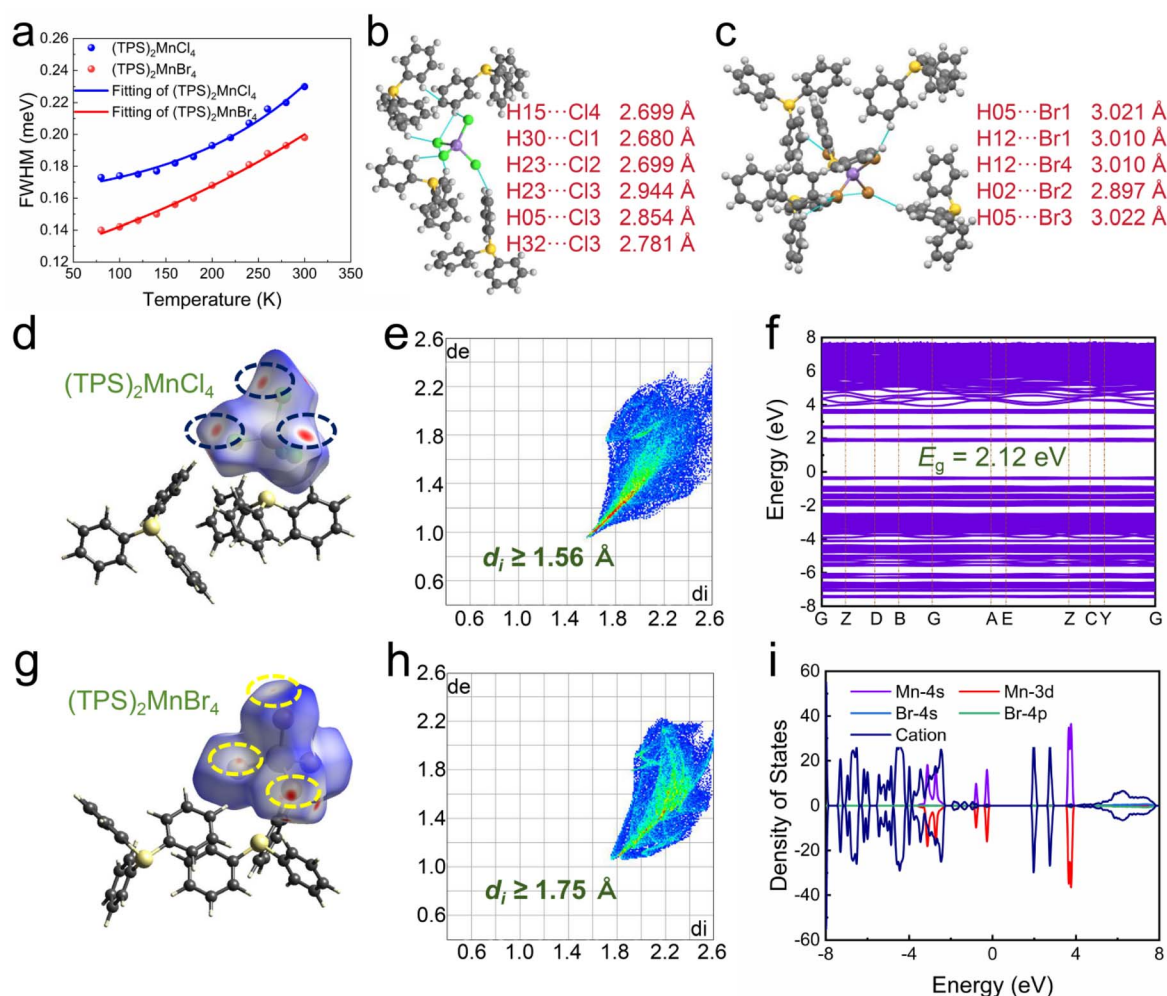 a
FWHM (meV)
0.26
0.24
0.22
0.20
0.18
0.16
0.14
0.12
(TPS)₂MnCl₄
(TPS)₂MnBr₄
Fitting of (TPS)₂MnCl₄
Fitting of (TPS)₂MnBr₄
50 100 150 200 250 300 350
Temperature (K)
b
H15···Cl4 2.699 Å
H30···Cl1 2.680 Å
H23···Cl2 2.699 Å
H23···Cl3 2.944 Å
H05···Cl3 2.854 Å
H32···Cl3 2.781 Å
c
H05···Br1 3.021 Å
H12···Br1 3.010 Å
H12···Br4 3.010 Å
H02···Br2 2.897 Å
H05···Br3 3.022 Å
d
(TPS)₂MnCl₄
e
2.6
de
2.2
1.8
1.4
1.0
0.6
dᵢ ≥ 1.56 Å
di
0.6 1.0 1.4 1.8 2.2 2.6
f
Energy (eV)
8
6
4
2
0
-2
-4
-6
-8
Eg = 2.12 eV
G Z D B G A E Z C Y G
g
(TPS)₂MnBr₄
h
2.6
de
2.2
1.8
1.4
1.0
0.6
dᵢ ≥ 1.75 Å
di
0.6 1.0 1.4 1.8 2.2 2.6
i
Density of States
60
40
20
0
-20
-40
-60
Mn-4s Mn-3d
Br-4s Br-4p
Cation
-8 -4 0 4 8
Energy (eV)